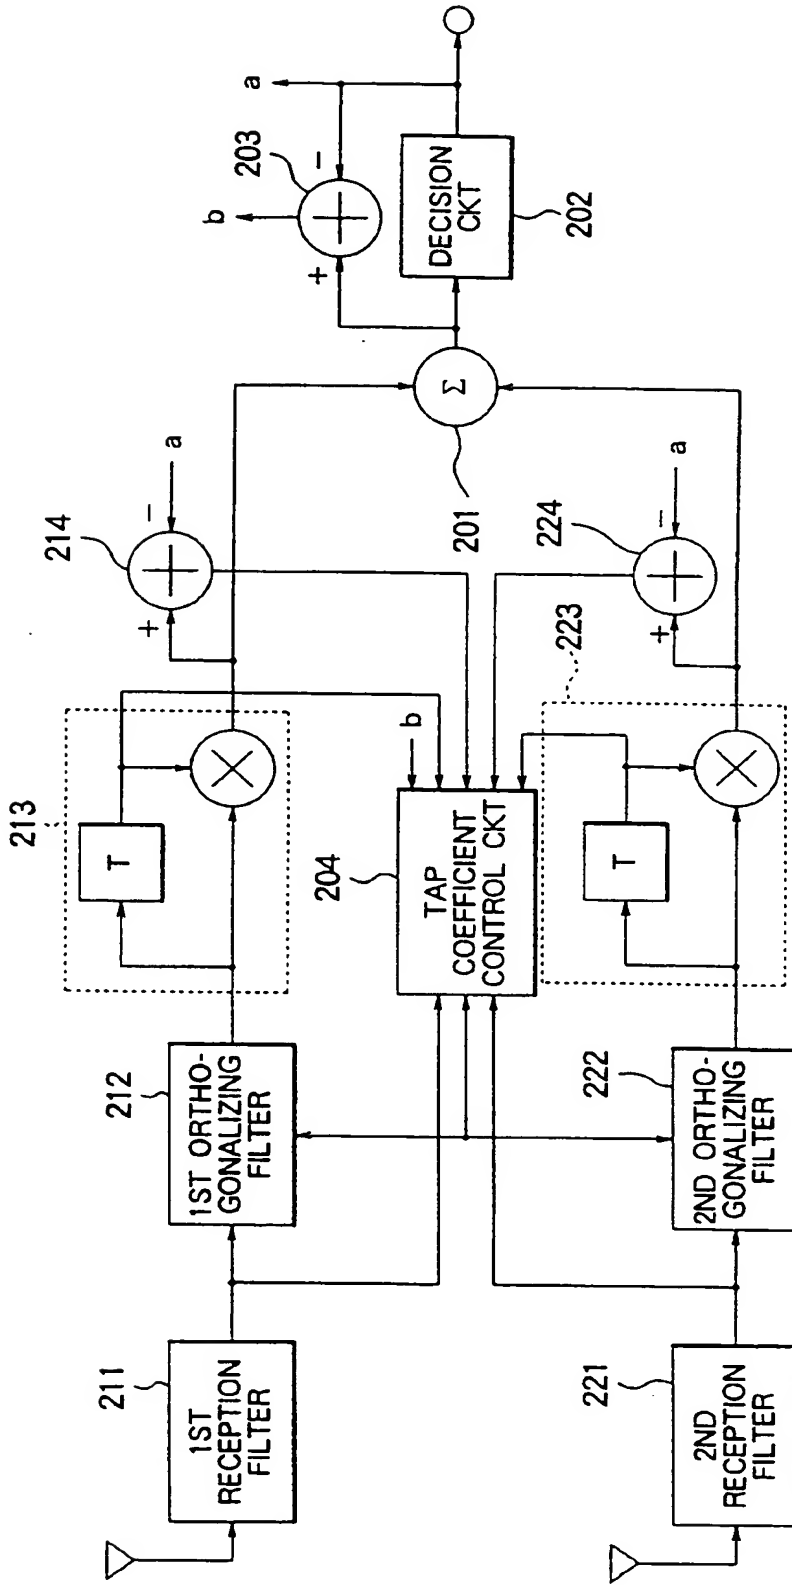 211
1ST
RECEPTION
FILTER
212
1ST ORTHO-
GONALIZING
FILTER
213
T
214
+
−
a
b
203
+
−
a
204
TAP
COEFFICIENT
CONTROL CKT
b
201
Σ
DECISION
CKT
202
221
2ND
RECEPTION
FILTER
222
2ND ORTHO-
GONALIZING
FILTER
223
T
224
+
−
a